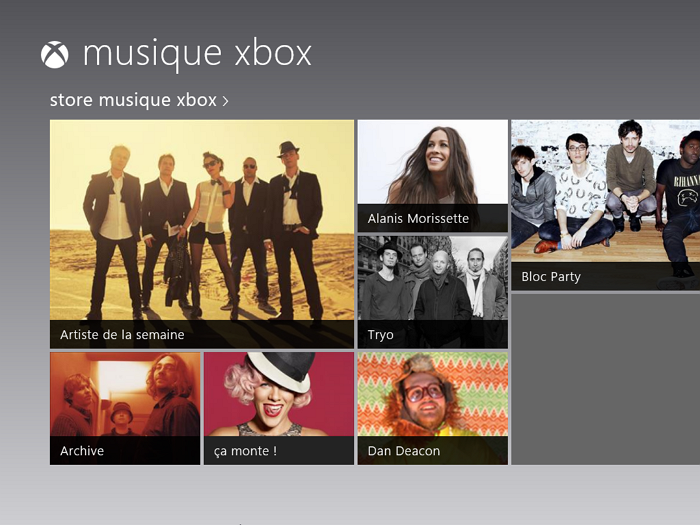 musique xbox
store musique xbox >
Artiste de la semaine
Alanis Morissette
Tryo
Bloc Party
RIHANNA
Archive
ça monte !
Dan Deacon